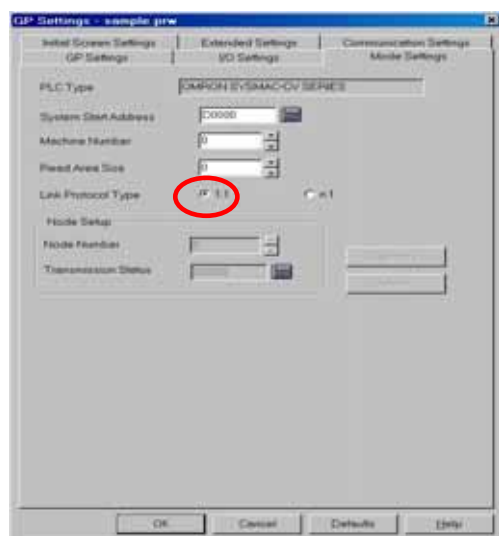 GP Settings - sample.prw
Initial Screen Settings Extended Settings Communication Settings
GP Settings I/O Settings Mode Settings
PLC Type OMRON SYSMAC-CV SERIES
System Start Address
Machine Number 0
Read Area Size 0
Link Protocol Type 1:1 n:1
Node Setup
Node Number
Transmission Status
OK Cancel Defaults Help